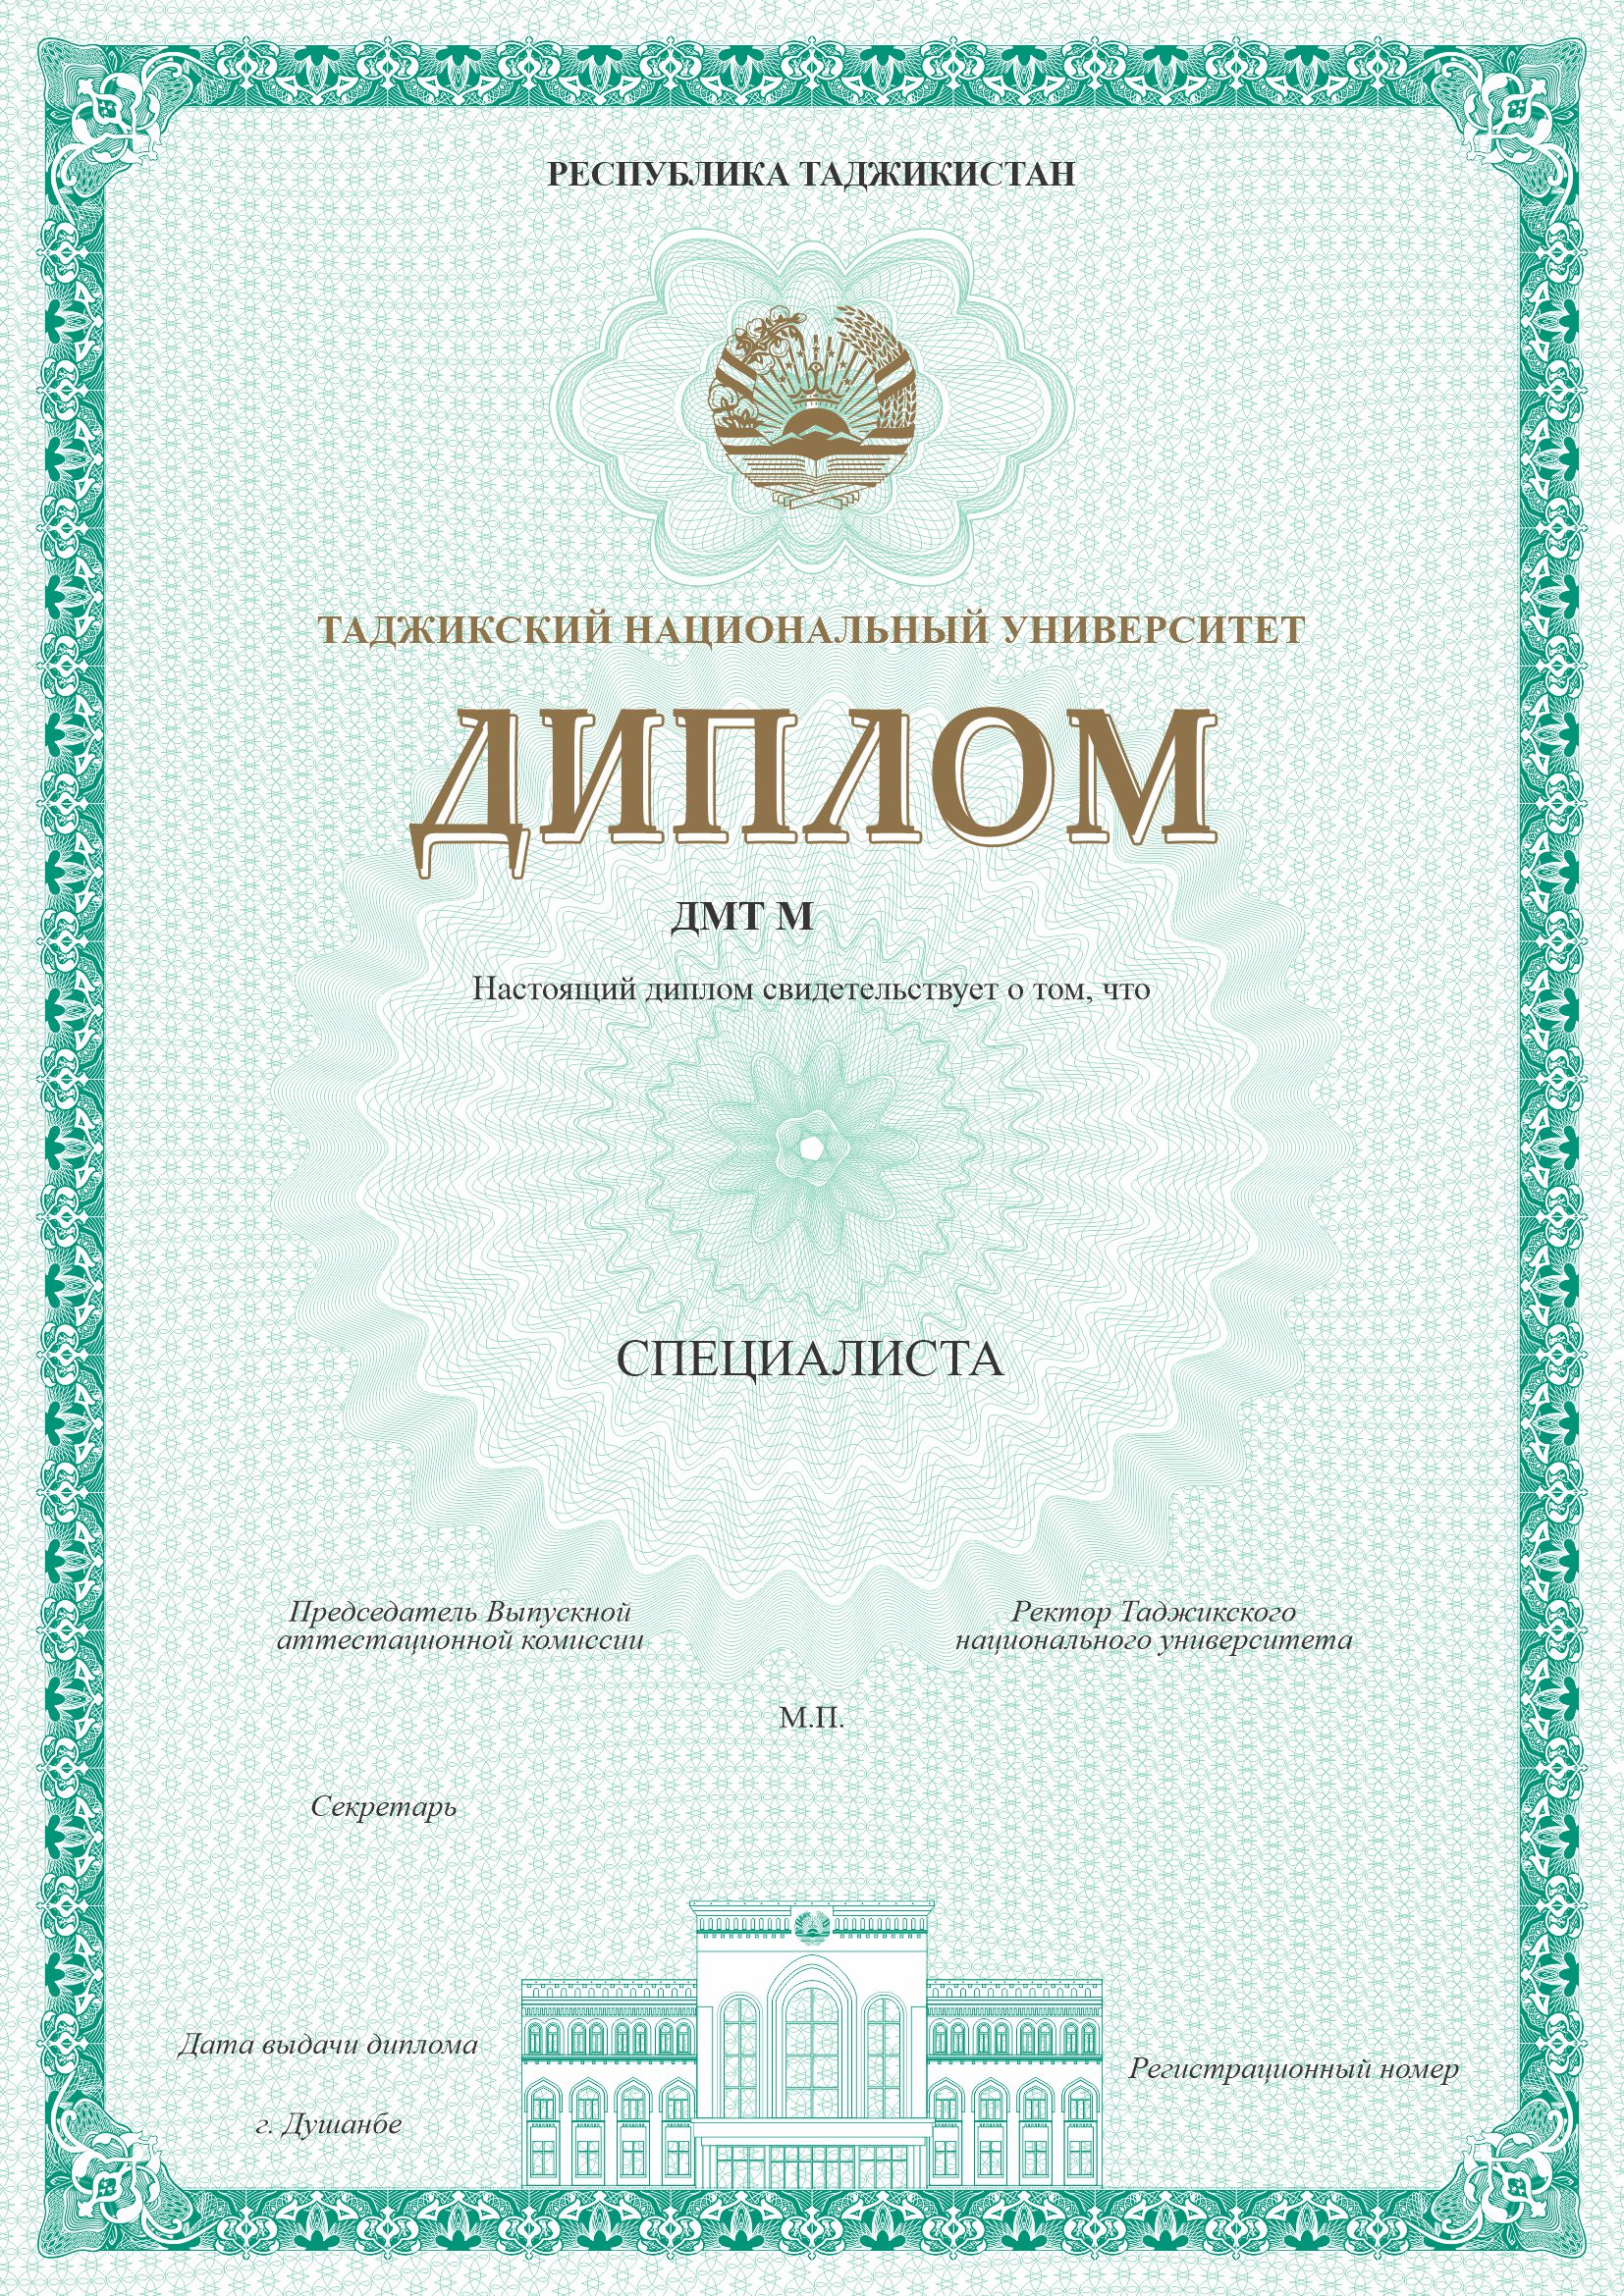 РЕСПУБЛИКА ТАДЖИКИСТАН
ТАДЖИКСКИЙ НАЦИОНАЛЬНЫЙ УНИВЕРСИТЕТ
ДИПЛОМ
ДМТ М
Настоящий диплом свидетельствует о том, что
СПЕЦИАЛИСТА
Председатель Выпускной
аттестационной комиссии
Ректор Таджикского
национального университета
М.П.
Секретарь
Дата выдачи диплома
Регистрационный номер
г. Душанбе